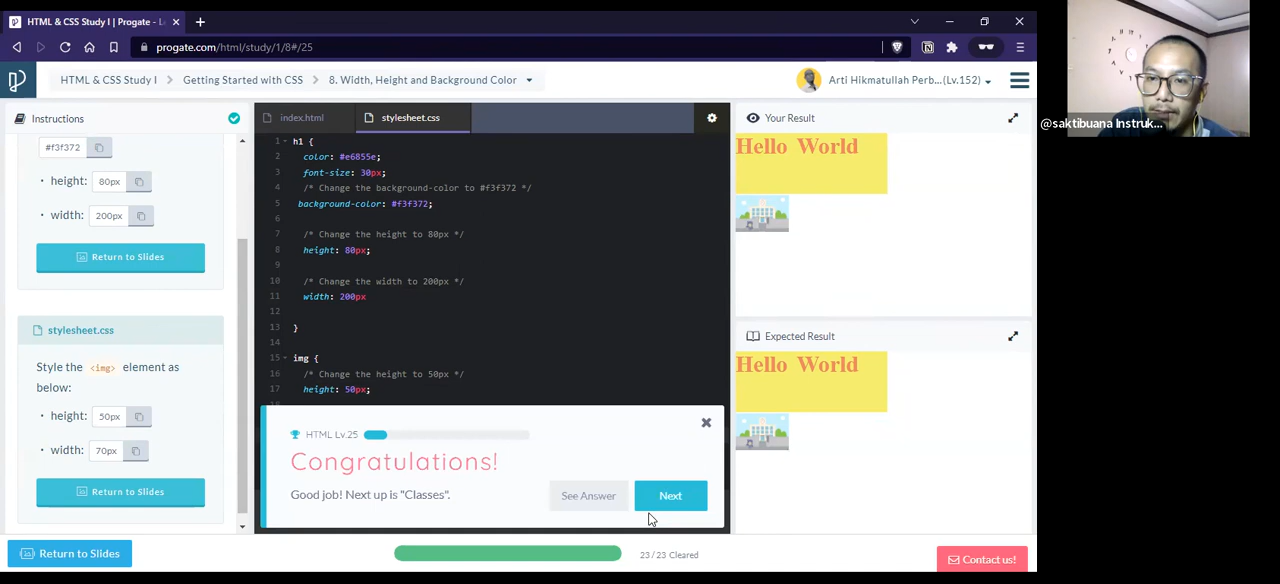 HTML & CSS Study I | Progate - Le
progate.com/html/study/1/8#/25
HTML & CSS Study I
Getting Started with CSS
8. Width, Height and Background Color
Arti Hikmatullah Perb...(Lv.152)
@saktibuana Instruk...
Instructions
#f3f372
• height: 80px
• width: 200px
Return to Slides
stylesheet.css
Style the <img> element as
below:
• height: 50px
• width: 70px
Return to Slides
index.html
stylesheet.css
1 h1 {
2 color: #e6855e;
3 font-size: 30px;
4 /* Change the background-color to #f3f372 */
5 background-color: #f3f372;
6
7 /* Change the height to 80px */
8 height: 80px;
9
10 /* Change the width to 200px */
11 width: 200px
12
13 }
14
15 img {
16 /* Change the height to 50px */
17 height: 50px;
HTML Lv.25
Congratulations!
Good job! Next up is "Classes".
See Answer
Next
Your Result
Hello World
Expected Result
Hello World
Return to Slides
23 / 23 Cleared
Contact us!